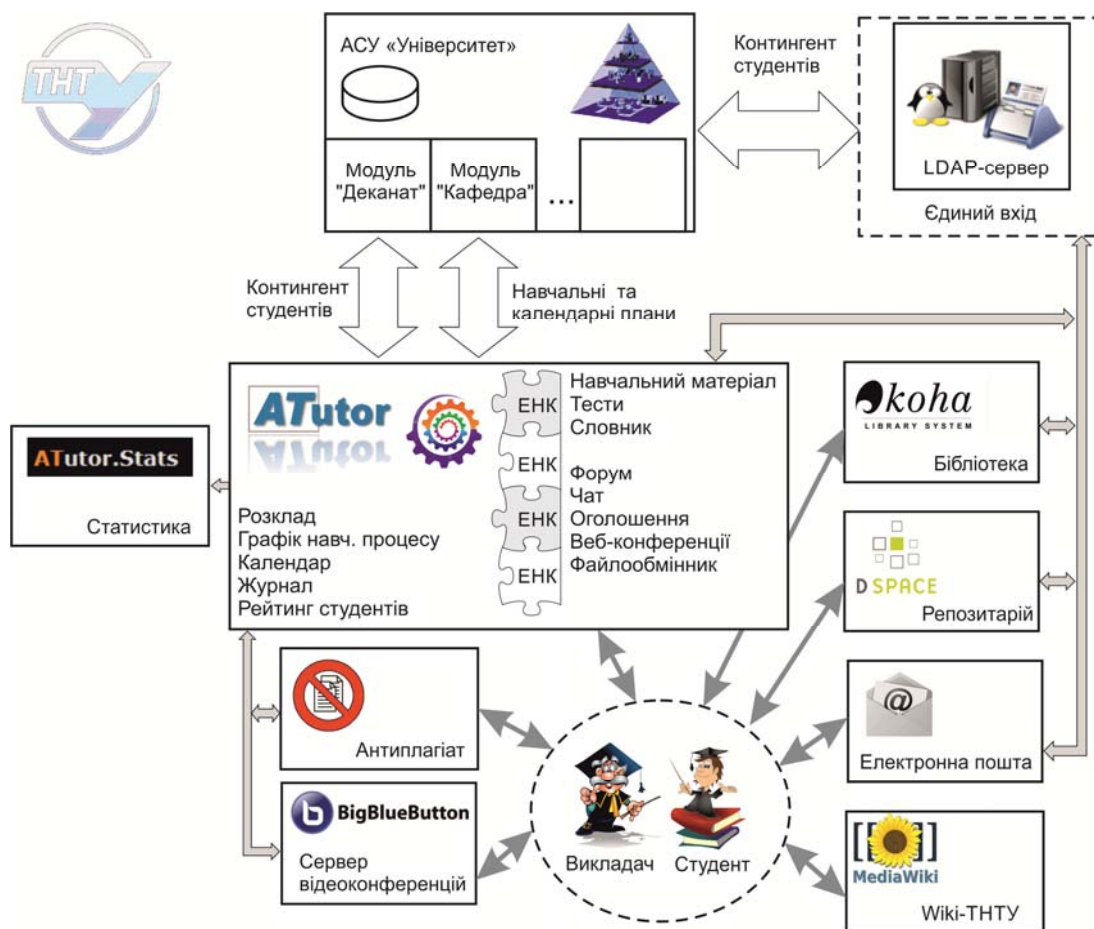 ТНТУ
АСУ «Університет»
Модуль
"Деканат"
Модуль
"Кафедра"
...
Контингент
студентів
LDAP-сервер
Єдиний вхід
Контингент
студентів
Навчальні та
календарні плани
ATutor
ЕНК
ЕНК
ЕНК
ЕНК
Навчальний матеріал
Тести
Словник
Форум
Чат
Оголошення
Веб-конференції
Файлообмінник
Розклад
Графік навч. процесу
Календар
Журнал
Рейтинг студентів
ATutor.Stats
Статистика
koha
LIBRARY SYSTEM
Бібліотека
DSPACE
Репозитарій
@
Електронна пошта
[[ ]]
MediaWiki
Wiki-ТНТУ
Антиплагіат
b
BigBlueButton
Сервер
відеоконференцій
Викладач
Студент